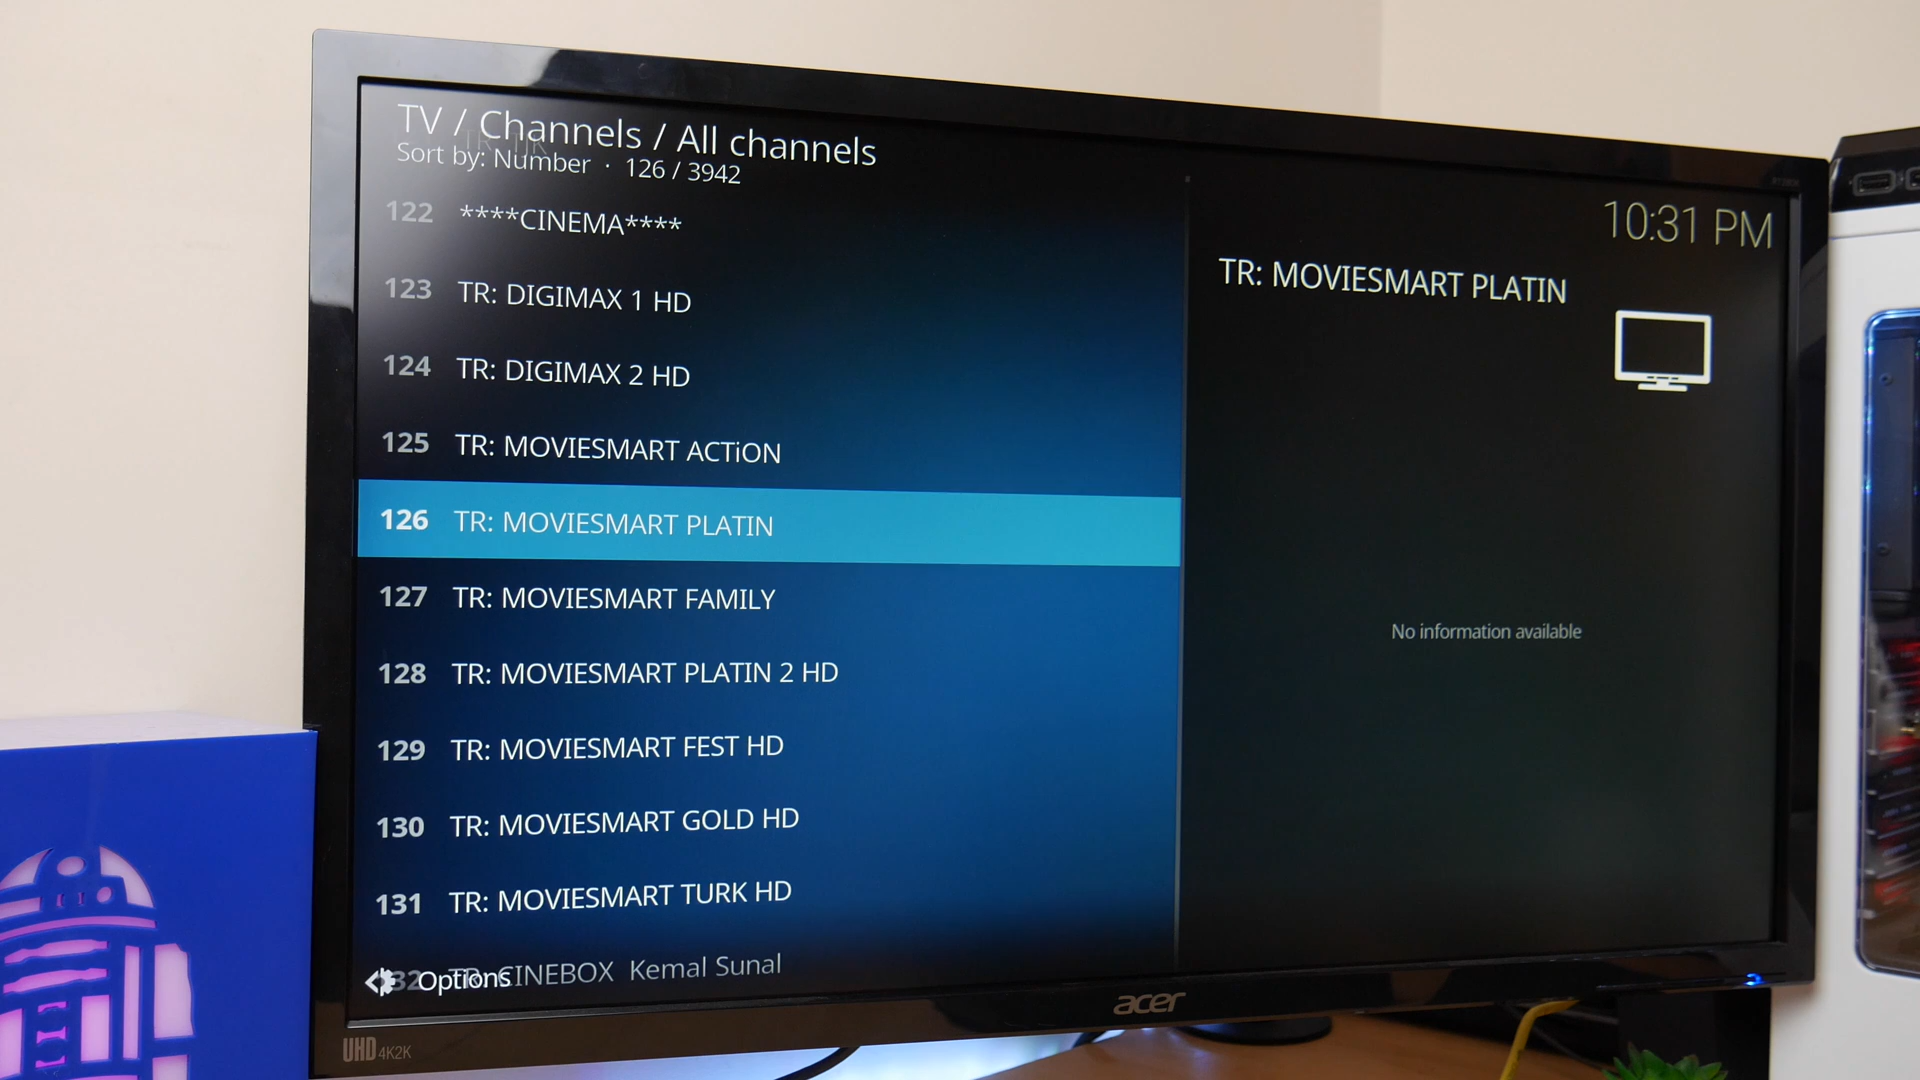 TV / Channels / All channels
Sort by: Number · 126 / 3942
10:31 PM
122 ****CINEMA****
123 TR: DIGIMAX 1 HD
124 TR: DIGIMAX 2 HD
125 TR: MOVIESMART ACTiON
126 TR: MOVIESMART PLATIN
127 TR: MOVIESMART FAMILY
128 TR: MOVIESMART PLATIN 2 HD
129 TR: MOVIESMART FEST HD
130 TR: MOVIESMART GOLD HD
131 TR: MOVIESMART TURK HD
132 TR: CINEBOX Kemal Sunal
Options
TR: MOVIESMART PLATIN
No information available
acer
UHD 4K2K